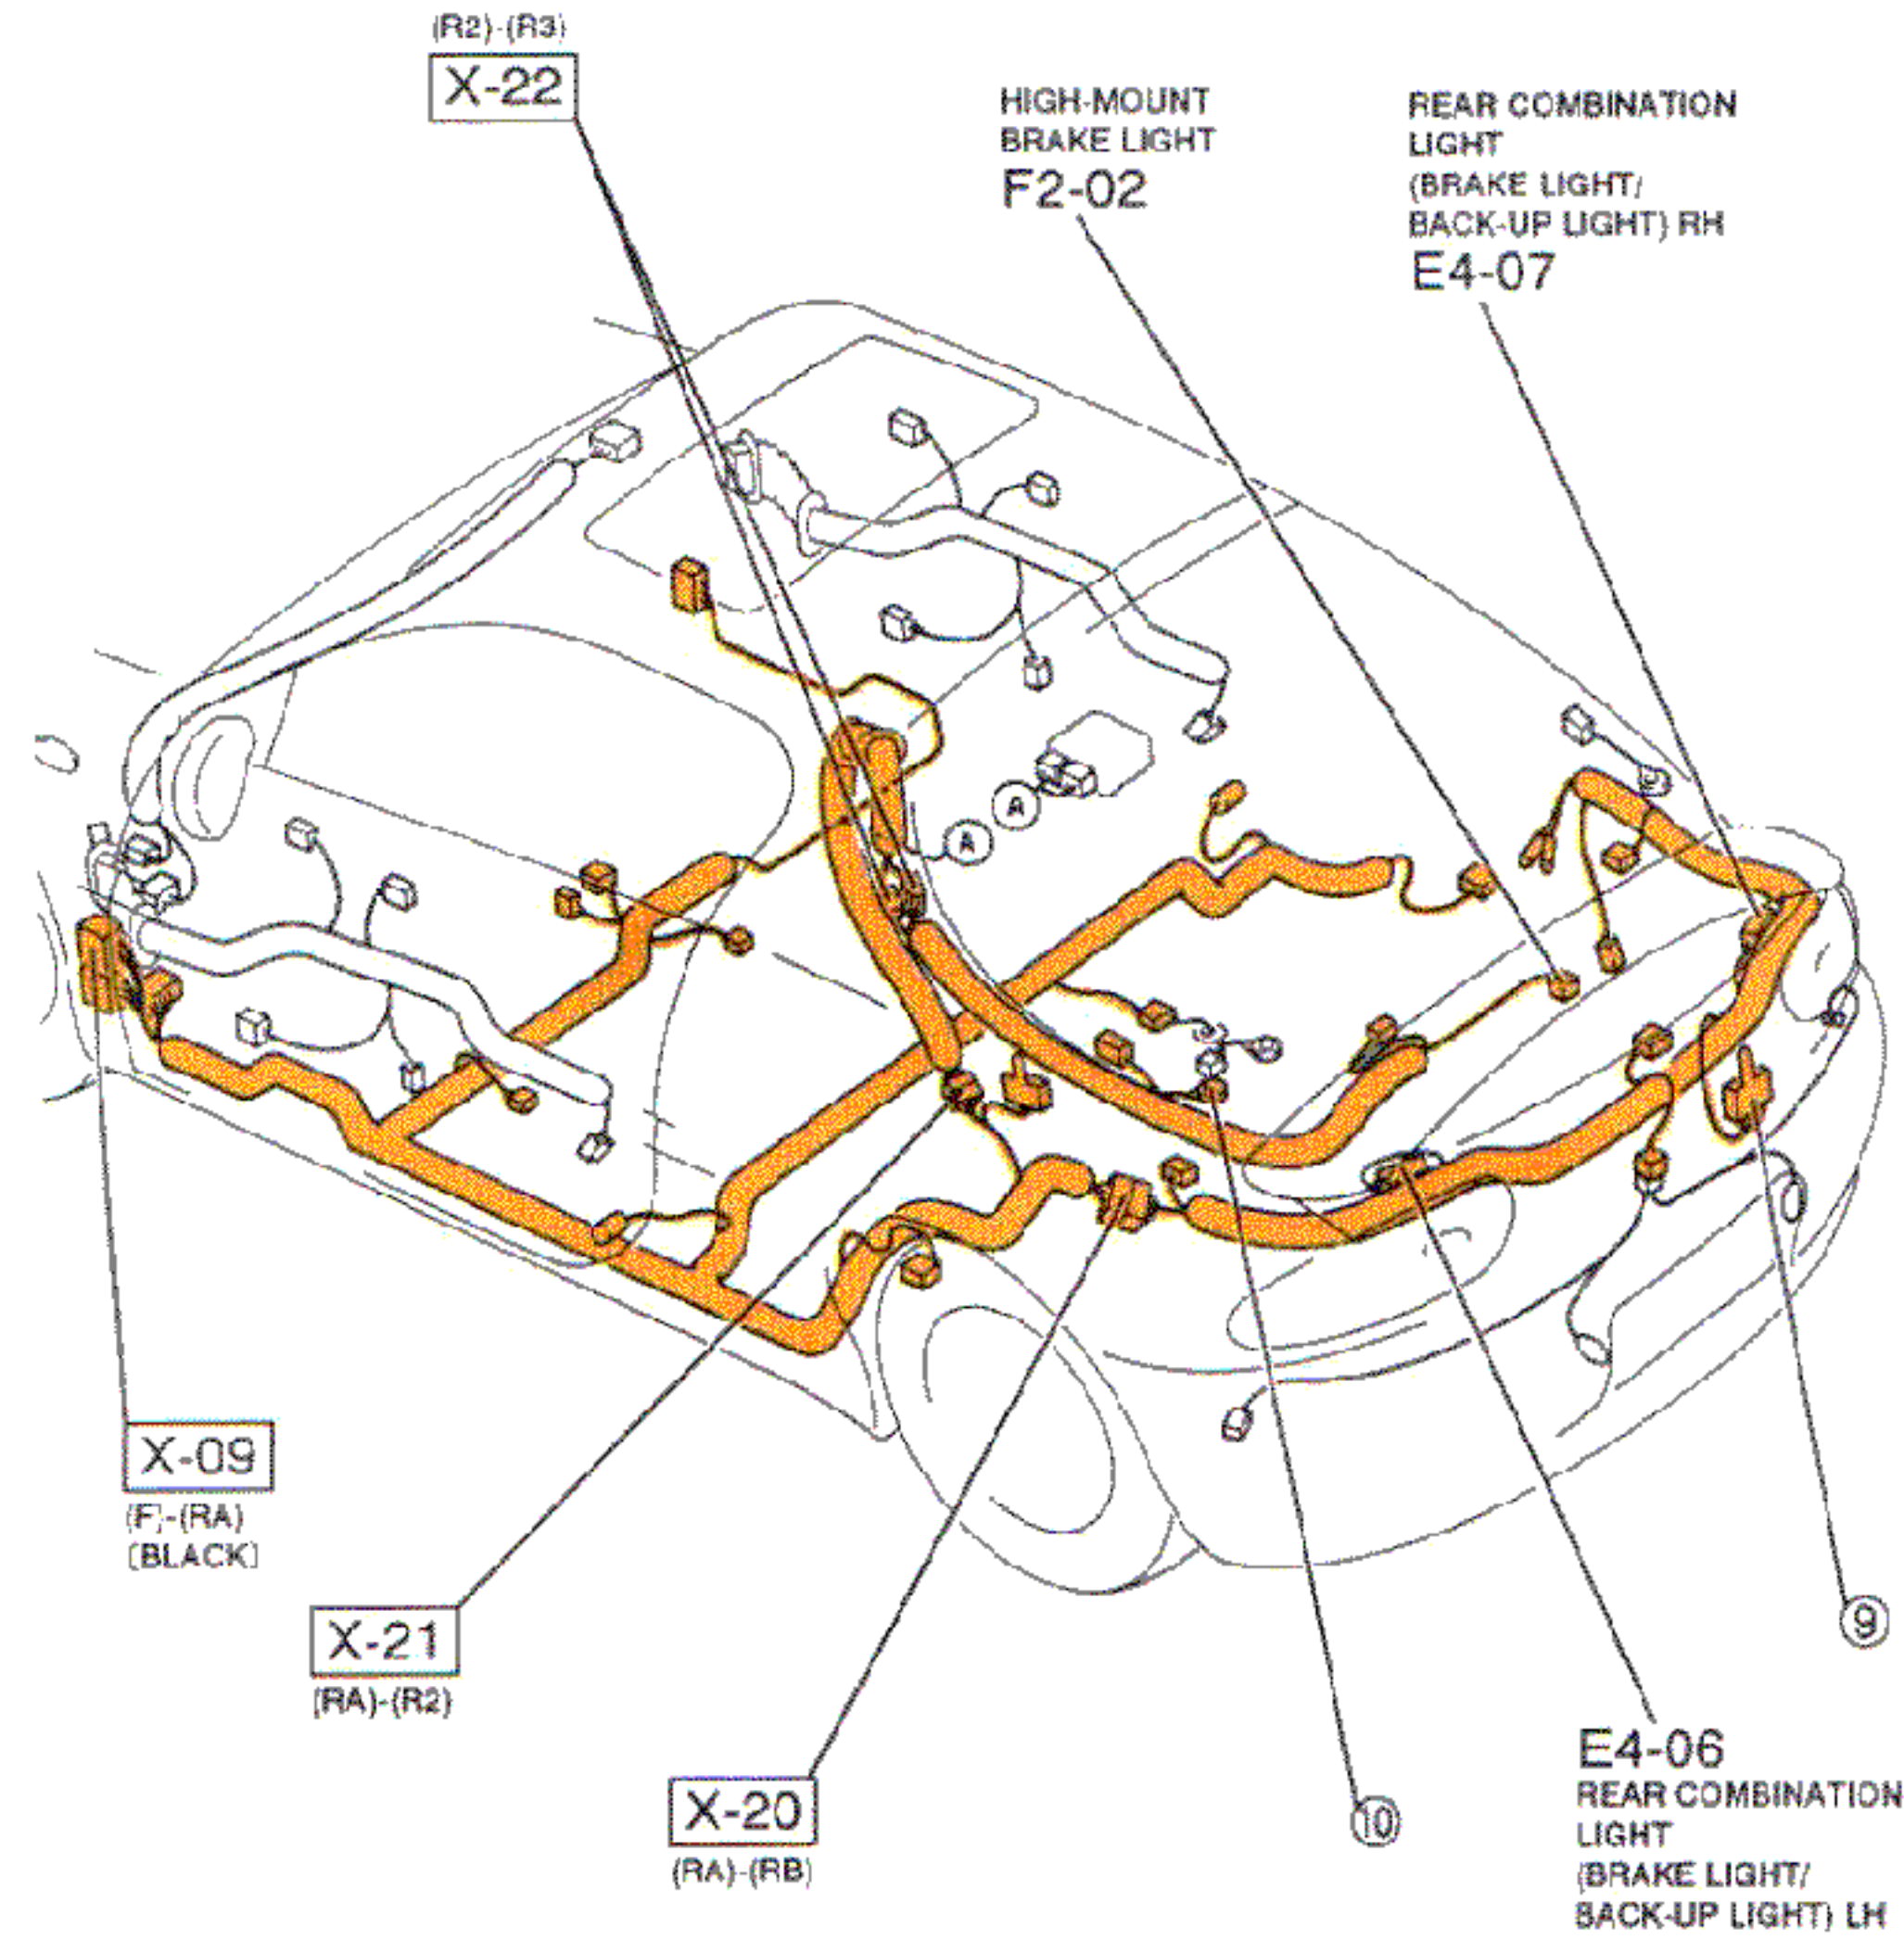 (R2)-(R3)
X-22
HIGH-MOUNT
BRAKE LIGHT
F2-02
REAR COMBINATION
LIGHT
(BRAKE LIGHT/
BACK-UP LIGHT) RH
E4-07
A
A
X-09
(F)-(RA)
[BLACK]
X-21
(RA)-(R2)
X-20
(RA)-(RB)
10
9
E4-06
REAR COMBINATION
LIGHT
(BRAKE LIGHT/
BACK-UP LIGHT) LH